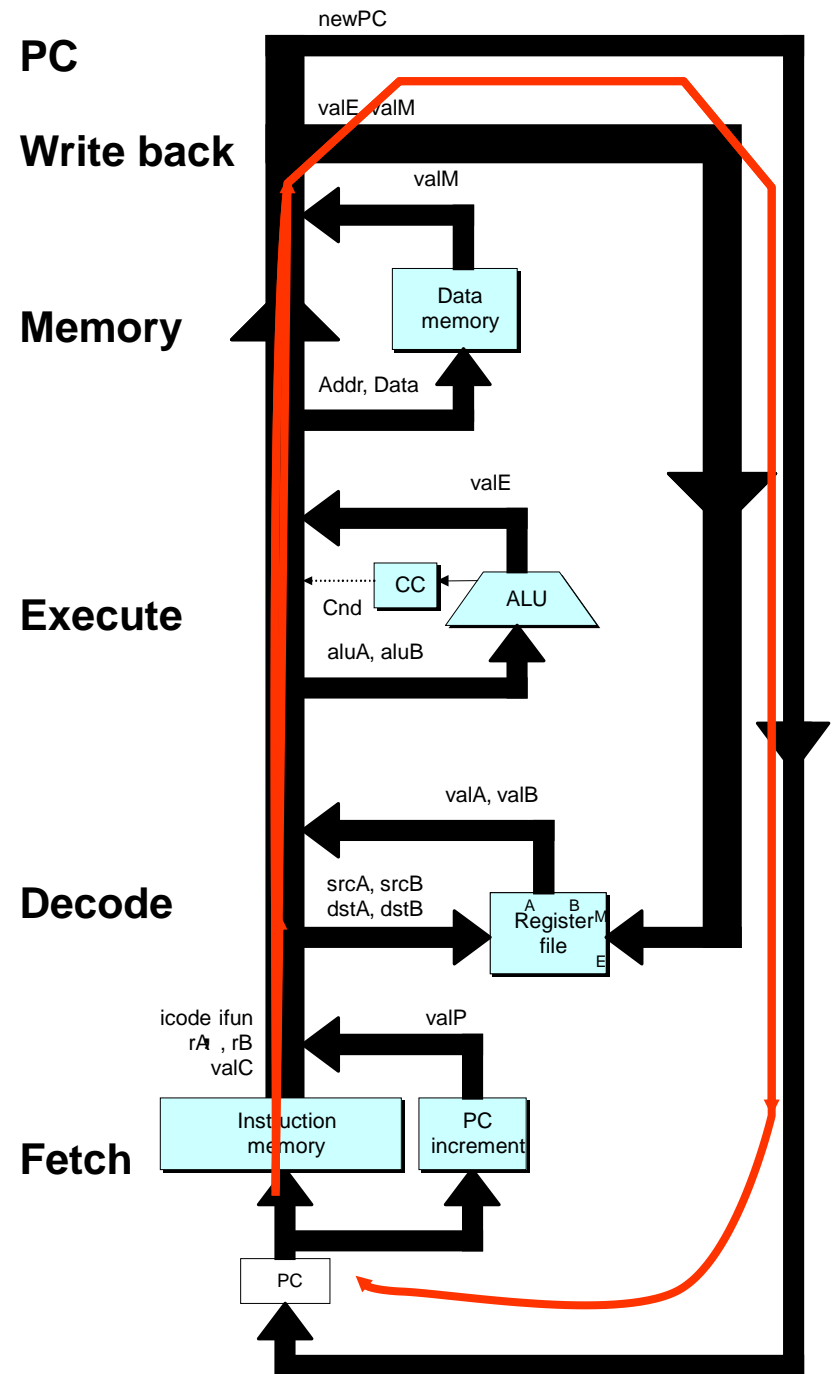 newPC
PC
valE, valM
Write back
valM
Data
memory
Memory
Addr, Data
valE
CC
ALU
Cnd
Execute
aluA, aluB
valA, valB
srcA, srcB
dstA, dstB
Decode
A B
Register
M
file
E
icode ifun
, rB
valC
valP
Instruction
memory
PC
increment
Fetch
PC